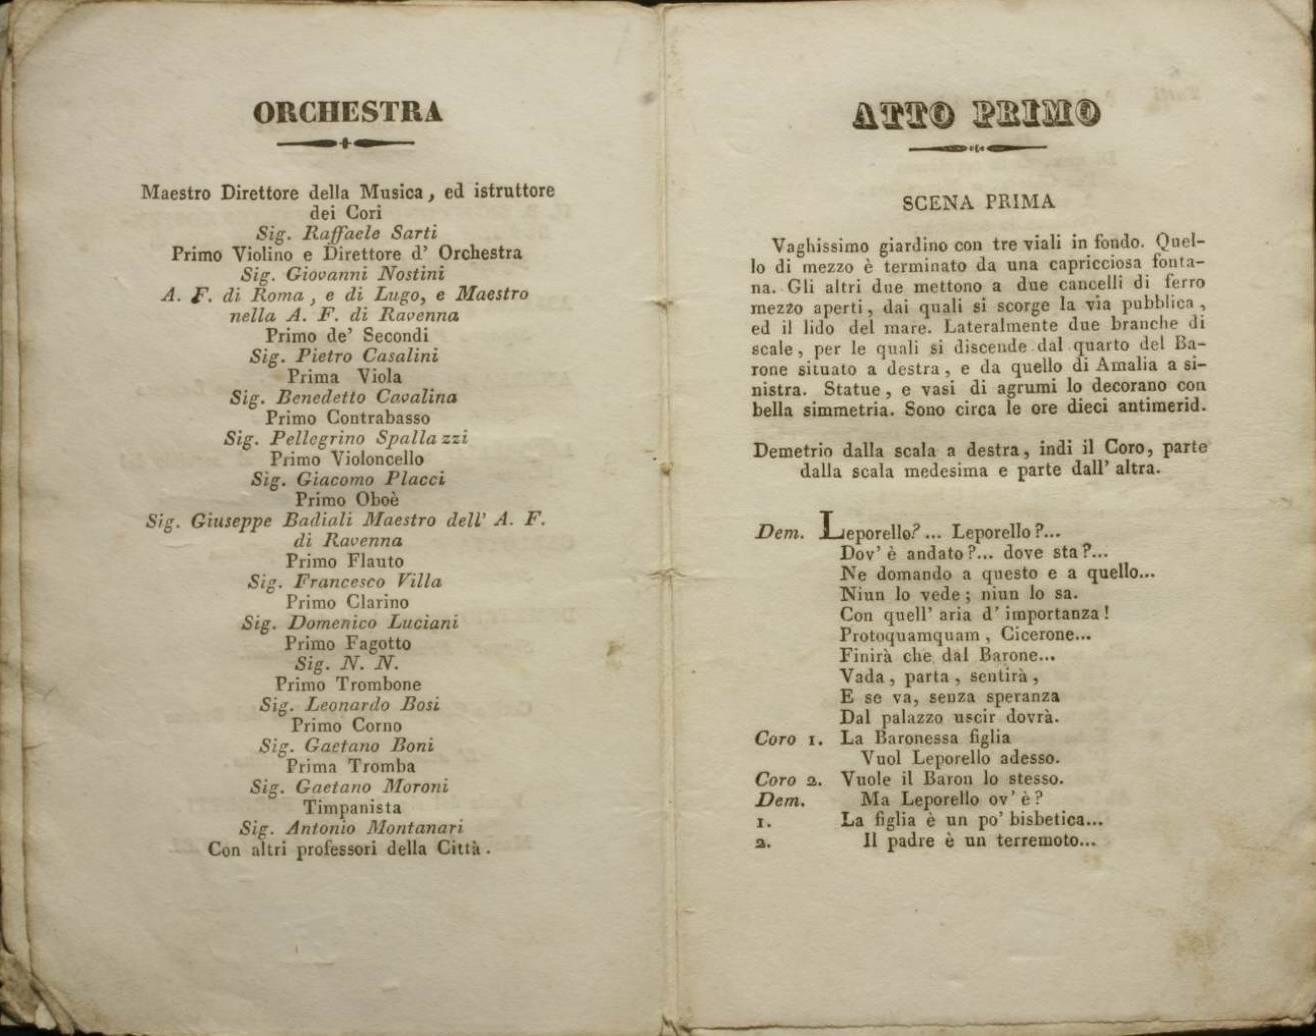 ORCHESTRA
Maestro Direttore della Musica, ed istruttore
dei Cori
Sig. Raffaele Sarti
Primo Violino e Direttore d' Orchestra
Sig. Giovanni Nostini
A. F. di Roma, e di Lugo, e Maestro
nella A. F. di Ravenna
Primo de' Secondi
Sig. Pietro Casalini
Prima Viola
Sig. Benedetto Cavalina
Primo Contrabasso
Sig. Pellegrino Spallazzi
Primo Violoncello
Sig. Giacomo Placci
Primo Oboè
Sig. Giuseppe Badiali Maestro dell' A. F.
di Ravenna
Primo Flauto
Sig. Francesco Villa
Primo Clarino
Sig. Domenico Luciani
Primo Fagotto
Sig. N. N.
Primo Trombone
Sig. Leonardo Bosi
Primo Corno
Sig. Gaetano Boni
Prima Tromba
Sig. Gaetano Moroni
Timpanista
Sig. Antonio Montanari
Con altri professori della Città.
ATTO PRIMO
SCENA PRIMA
Vaghissimo giardino con tre viali in fondo. Quel-
lo di mezzo è terminato da una capricciosa fonta-
na. Gli altri due mettono a due cancelli di ferro
mezzo aperti, dai quali si scorge la via pubblica,
ed il lido del mare. Lateralmente due branche di
scale, per le quali si discende dal quarto del Ba-
rone situato a destra, e da quello di Amalia a si-
nistra. Statue, e vasi di agrumi lo decorano con
bella simmetria. Sono circa le ore dieci antimerid.
Demetrio dalla scala a destra, indi il Coro, parte
dalla scala medesima e parte dall' altra.
Dem. Leporello?... Leporello?...
Dov' è andato?... dove sta?...
Ne domando a questo e a quello...
Niun lo vede; niun lo sa.
Con quell' aria d' importanza!
Protoquamquam, Cicerone...
Finirà che dal Barone...
Vada, parta, sentirà,
E se va, senza speranza
Dal palazzo uscir dovrà.
Coro 1. La Baronessa figlia
Vuol Leporello adesso.
Coro 2. Vuole il Baron lo stesso.
Dem. Ma Leporello ov' è?
1. La figlia è un po' bisbetica...
2. Il padre è un terremoto...